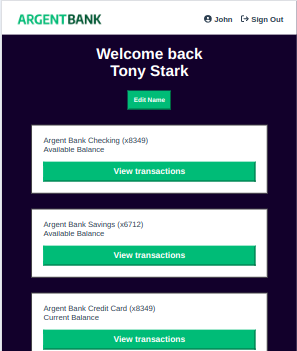 ARGENTBANK
John Sign Out
Welcome back
Tony Stark
Edit Name
Argent Bank Checking (x8349)
Available Balance
View transactions
Argent Bank Savings (x6712)
Available Balance
View transactions
Argent Bank Credit Card (x8349)
Current Balance
View transactions